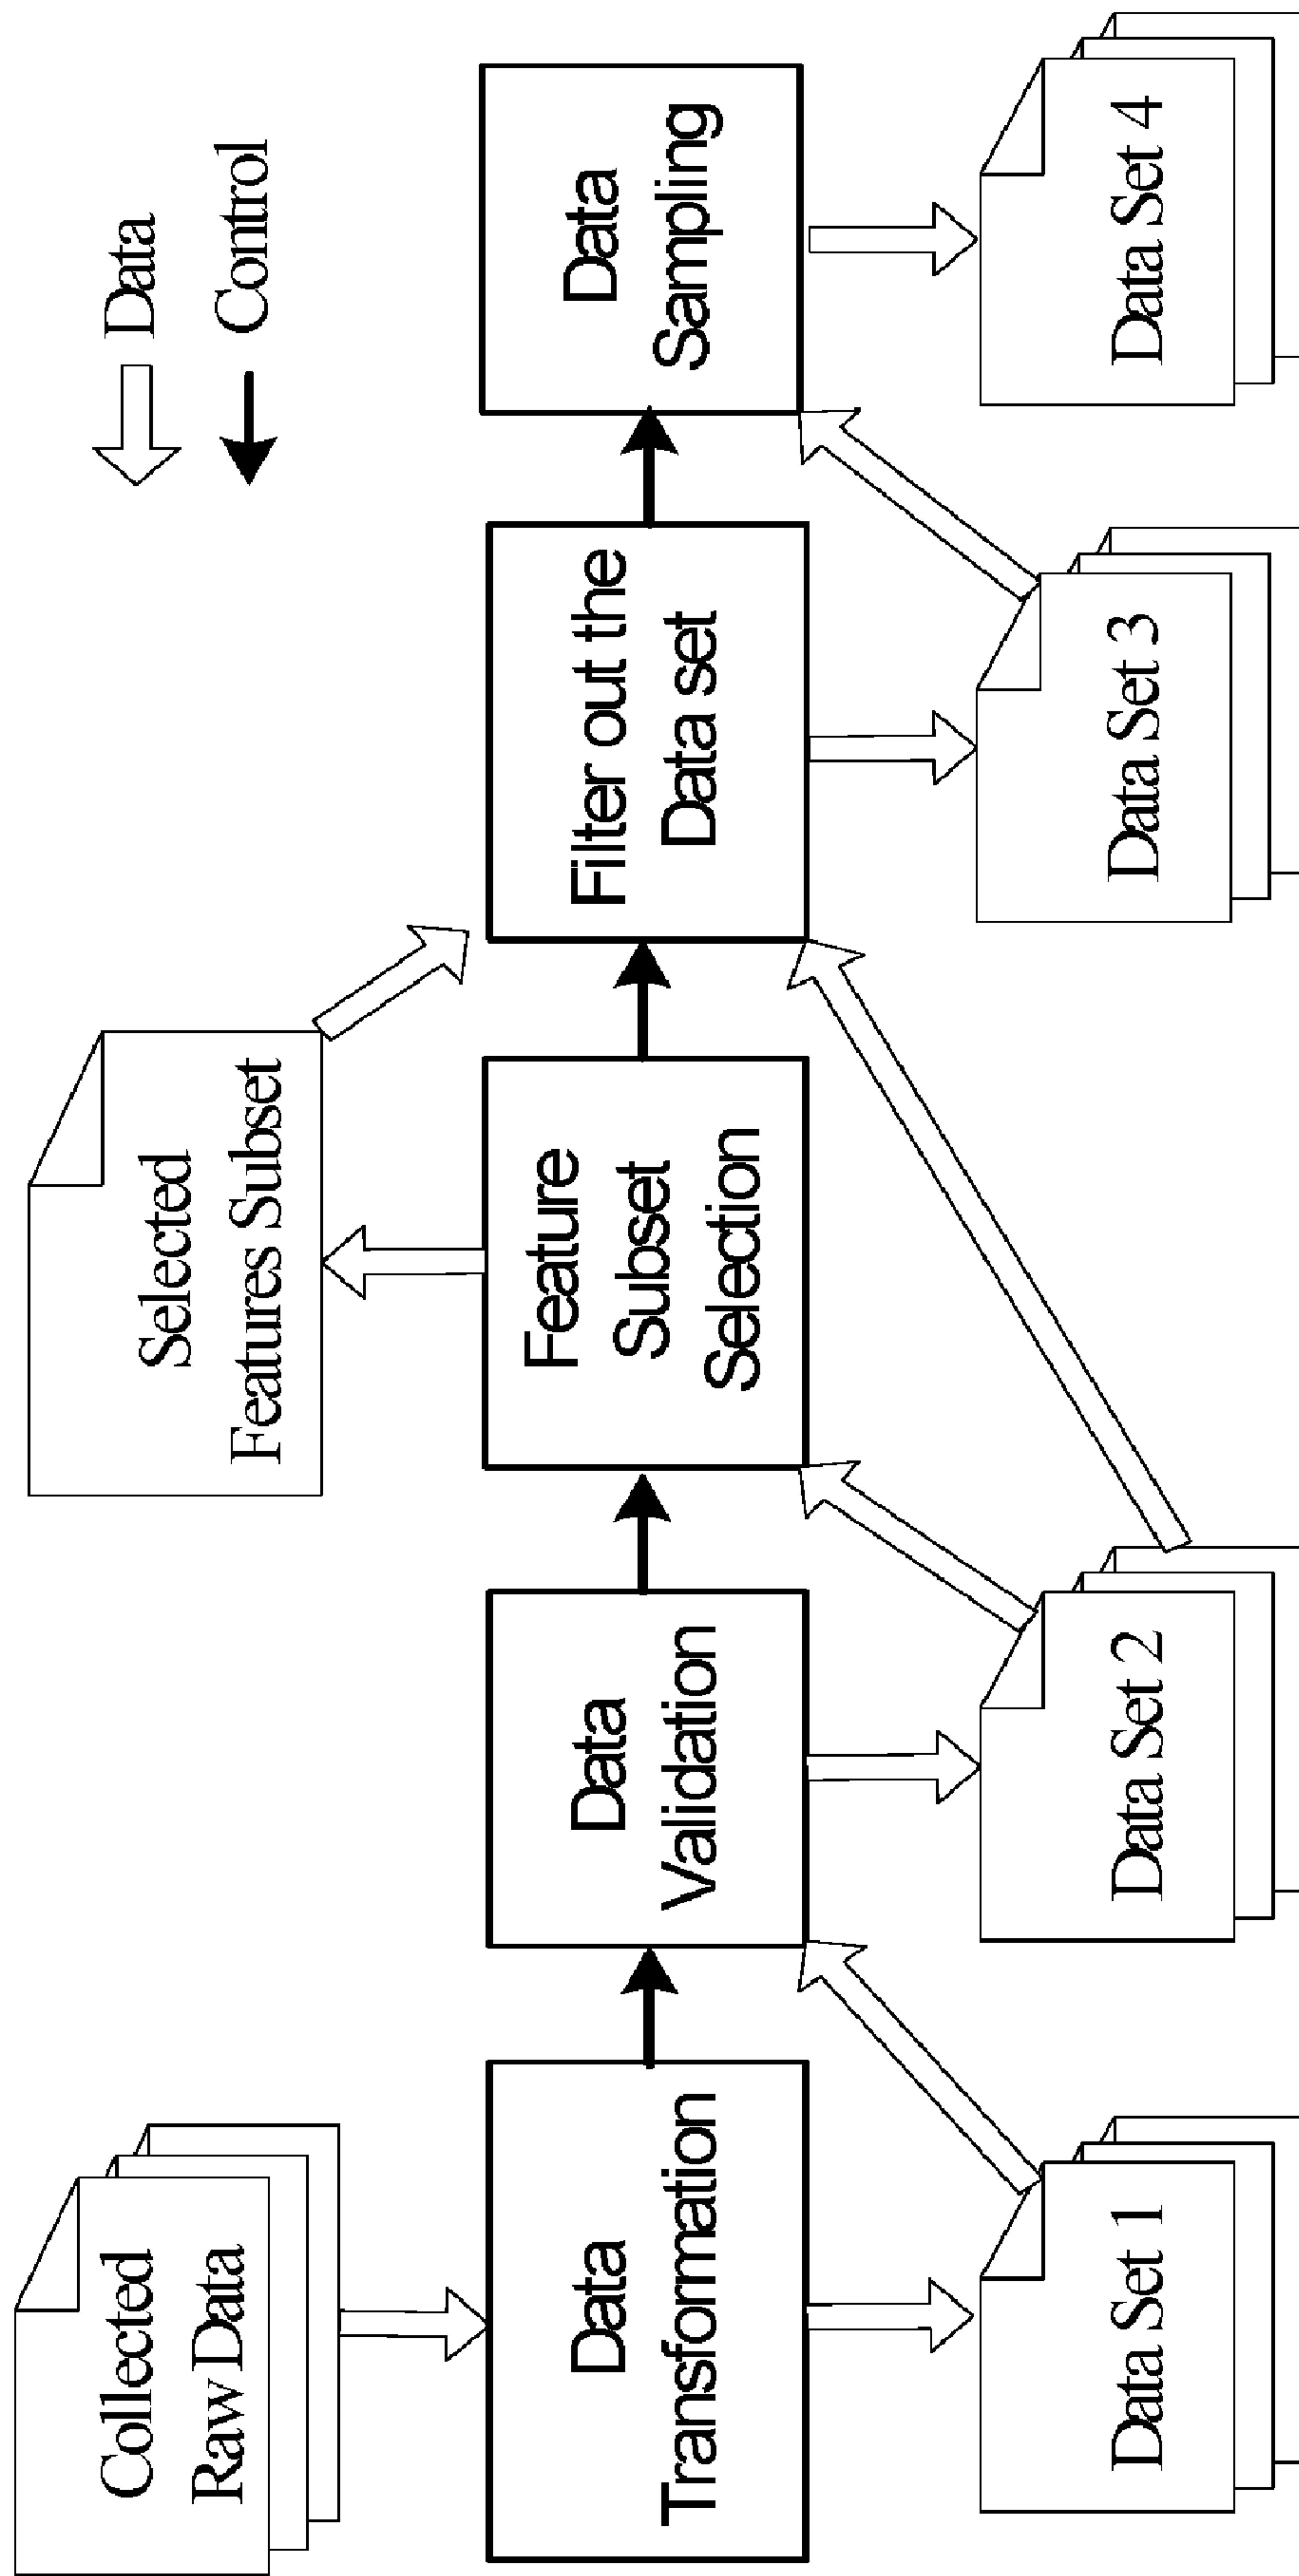 Collected
Raw Data
Selected
Features Subset
Data
Control
Data
Transformation
Data
Validation
Feature
Subset
Selection
Filter out the
Data set
Data
Sampling
Data Set 1
Data Set 2
Data Set 3
Data Set 4